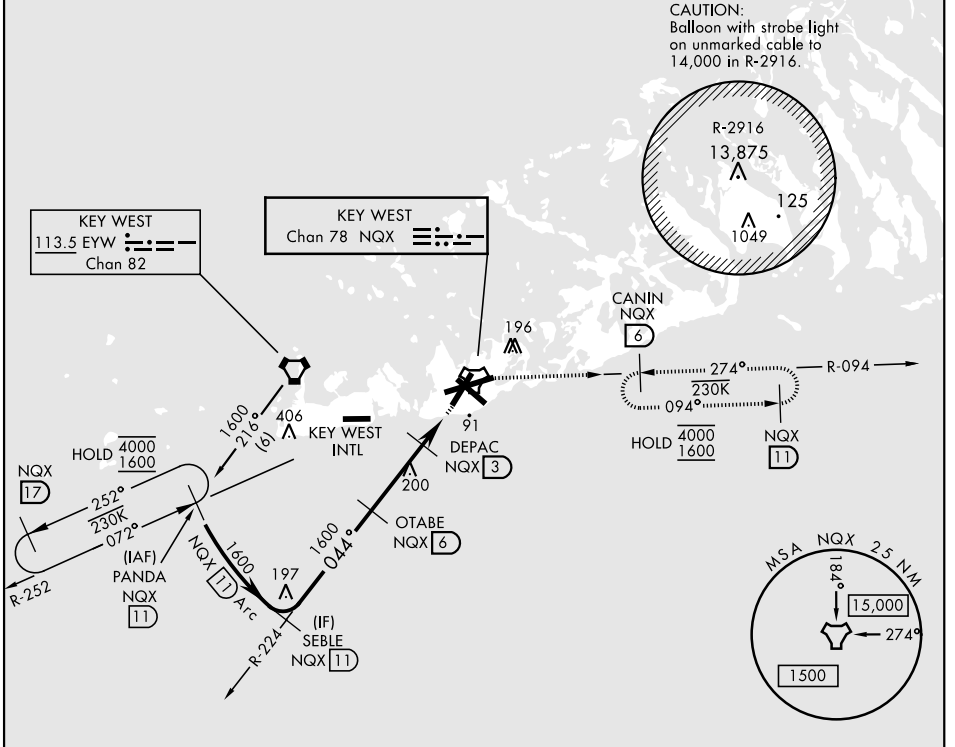 CAUTION:
Balloon with strobe light
on unmarked cable to
14,000 in R-2916.
R-2916
13,875
125
1049
KEY WEST
113.5 EYW
Chan 82
KEY WEST
Chan 78 NQX
CANIN
NQX
6
196
274°
230K
094°
R-094
HOLD 4000
1600
NQX
11
1600
216°
(6)
406
KEY WEST
INTL
91
DEPAC
NQX 3
200
OTABE
NQX 6
HOLD 4000
1600
NQX
17
252°
230K
072°
R-252
(IAF)
PANDA
NQX
11
1600
NQX 11 Arc
197
1600
044°
(IF)
SEBLE
NQX 11
R-224
MSA NQX 25 NM
184°
15,000
274°
1500